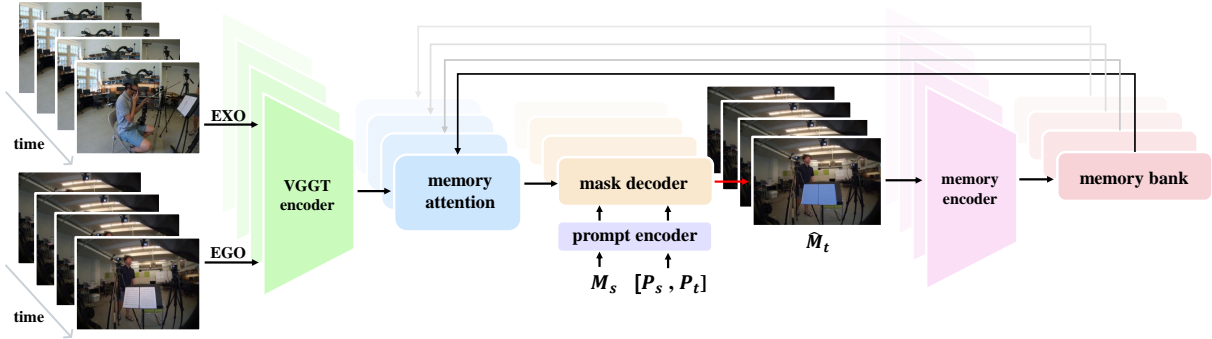 time
EXO
time
EGO
VGGT
encoder
memory
attention
mask decoder
prompt encoder
M_s [P_s , P_t]
M̂_t
memory
encoder
memory bank